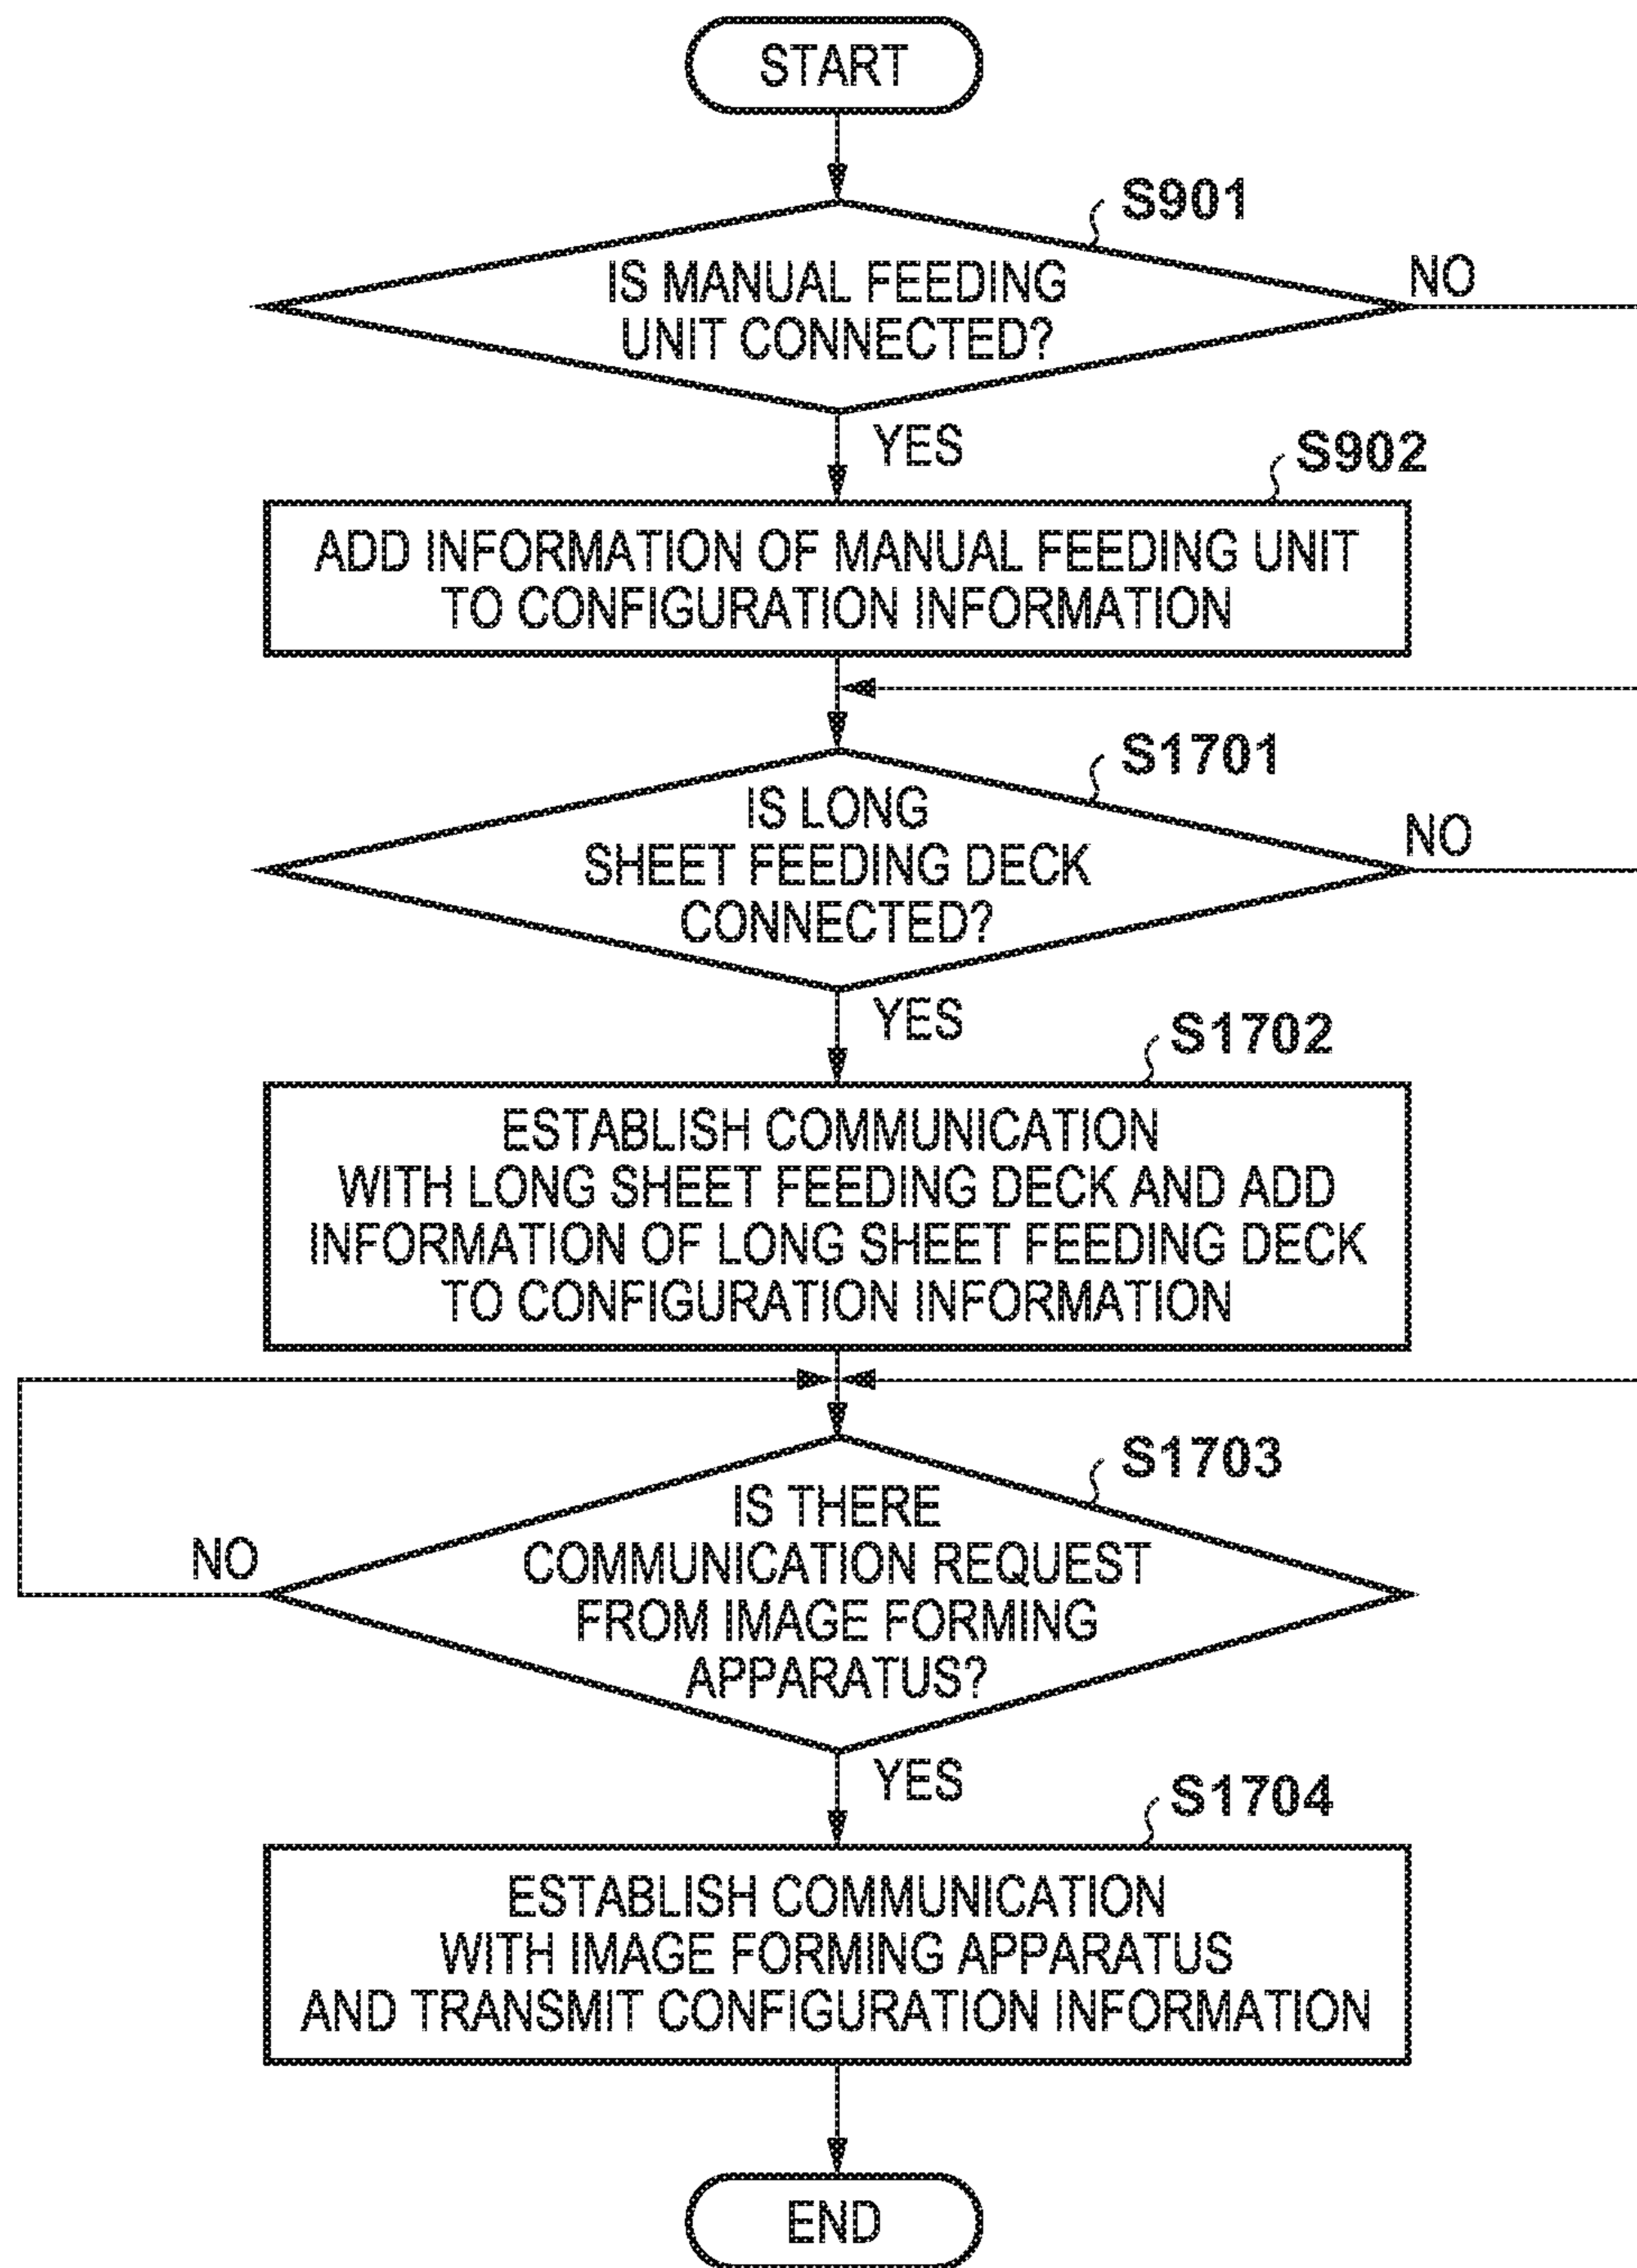 START
S901
IS MANUAL FEEDING
UNIT CONNECTED?
NO
YES
S902
ADD INFORMATION OF MANUAL FEEDING UNIT
TO CONFIGURATION INFORMATION
S1701
IS LONG
SHEET FEEDING DECK
CONNECTED?
NO
YES
S1702
ESTABLISH COMMUNICATION
WITH LONG SHEET FEEDING DECK AND ADD
INFORMATION OF LONG SHEET FEEDING DECK
TO CONFIGURATION INFORMATION
S1703
IS THERE
COMMUNICATION REQUEST
FROM IMAGE FORMING
APPARATUS?
NO
YES
S1704
ESTABLISH COMMUNICATION
WITH IMAGE FORMING APPARATUS
AND TRANSMIT CONFIGURATION INFORMATION
END